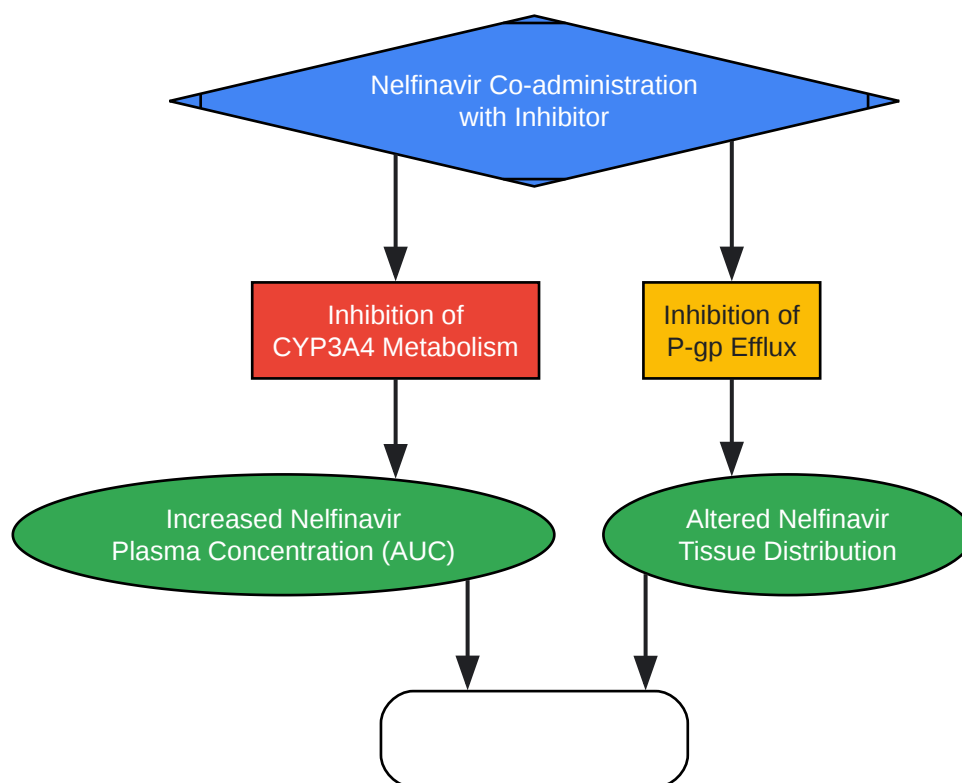 Nelfinavir Co-administration
with Inhibitor
Inhibition of
CYP3A4 Metabolism
Inhibition of
P-gp Efflux
Increased Nelfinavir
Plasma Concentration (AUC)
Altered Nelfinavir
Tissue Distribution